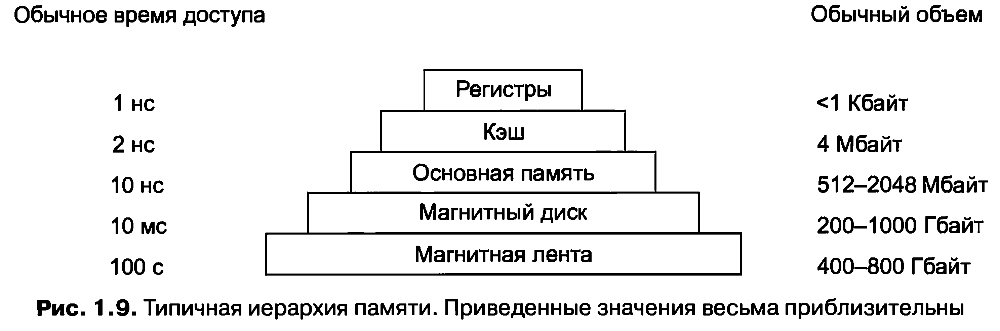 Обычное время доступа Обычный объем
Регистры
1 нс <1 Кбайт
Кэш
2 нс 4 Мбайт
Основная память
10 нс 512–2048 Мбайт
Магнитный диск
10 мс 200–1000 Гбайт
Магнитная лента
100 с 400–800 Гбайт
Рис. 1.9. Типичная иерархия памяти. Приведенные значения весьма приблизительны